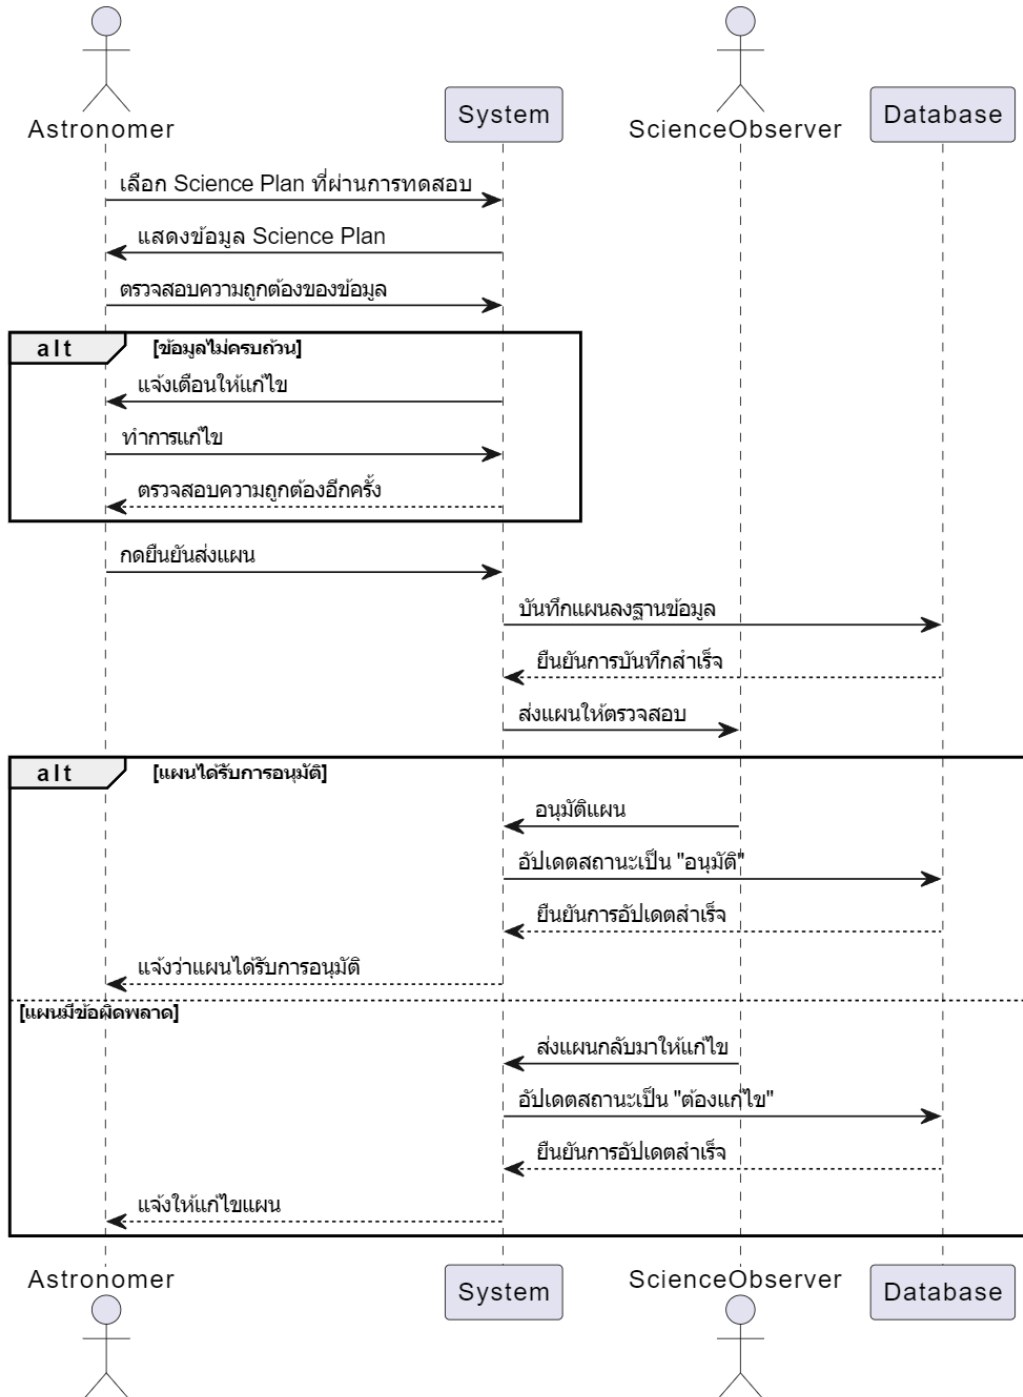 Astronomer
System
ScienceObserver
Database
เลือก Science Plan ที่ผ่านการทดสอบ
แสดงข้อมูล Science Plan
ตรวจสอบความถูกต้องของข้อมูล
alt [ข้อมูลไม่ครบถ้วน]
แจ้งเตือนให้แก้ไข
ทำการแก้ไข
ตรวจสอบความถูกต้องอีกครั้ง
กดยืนยันส่งแผน
บันทึกแผนลงฐานข้อมูล
ยืนยันการบันทึกสำเร็จ
ส่งแผนให้ตรวจสอบ
alt [แผนได้รับการอนุมัติ]
อนุมัติแผน
อัปเดตสถานะเป็น "อนุมัติ"
ยืนยันการอัปเดตสำเร็จ
แจ้งว่าแผนได้รับการอนุมัติ
[แผนมีข้อผิดพลาด]
ส่งแผนกลับมาให้แก้ไข
อัปเดตสถานะเป็น "ต้องแก้ไข"
ยืนยันการอัปเดตสำเร็จ
แจ้งให้แก้ไขแผน
Astronomer
System
ScienceObserver
Database